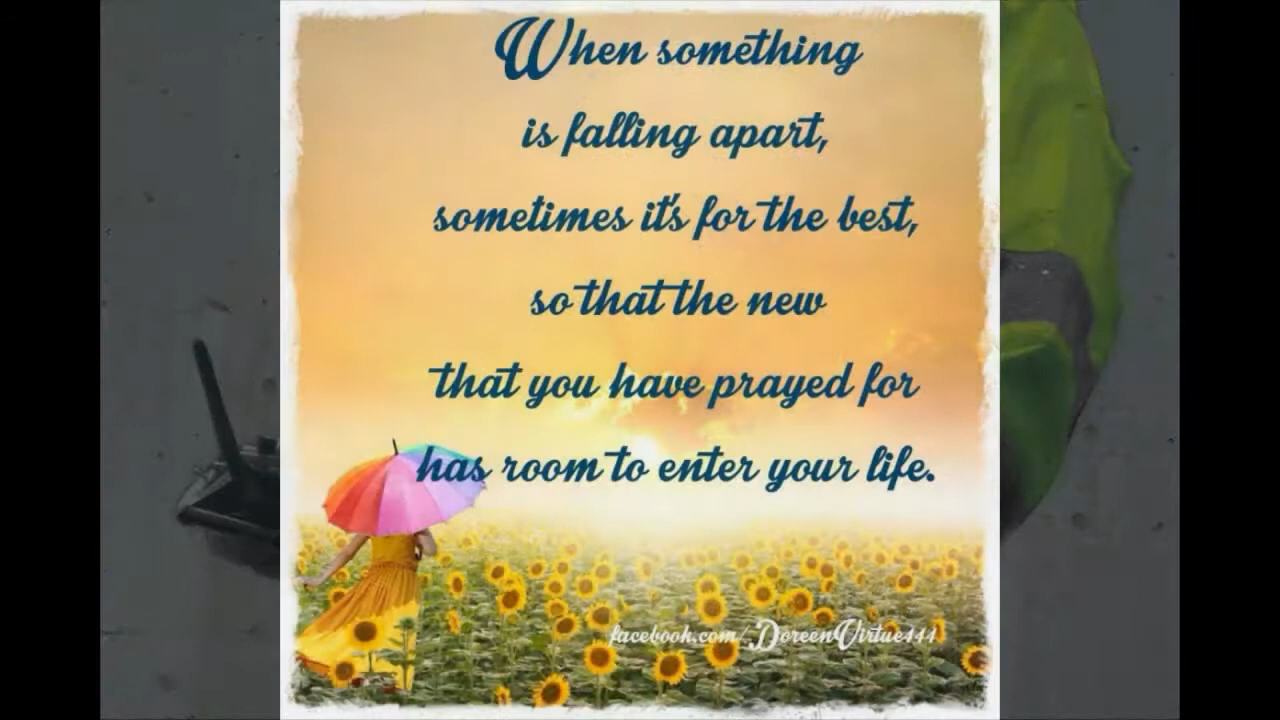 When something
is falling apart,
sometimes it's for the best,
so that the new
that you have prayed for
has room to enter your life.
facebook.com/DoreenVirtue444